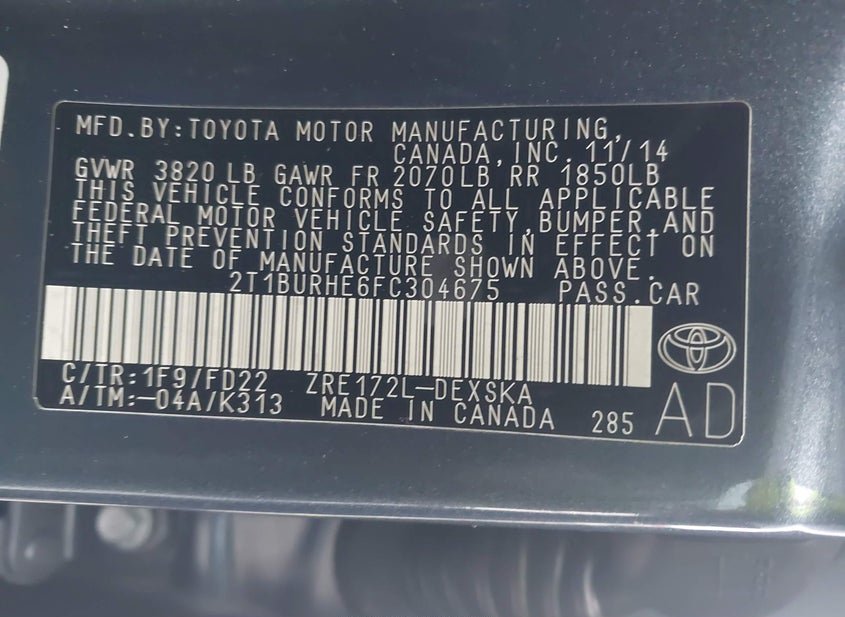 MFD.BY:TOYOTA MOTOR MANUFACTURING,
CANADA,INC. 11/14
GVWR 3820 LB GAWR FR 2070LB RR 1850LB
THIS VEHICLE CONFORMS TO ALL APPLICABLE
FEDERAL MOTOR VEHICLE SAFETY,BUMPER,AND
THEFT PREVENTION STANDARDS IN EFFECT ON
THE DATE OF MANUFACTURE SHOWN ABOVE.
2T1BURHE6FC304675 PASS.CAR
C/TR:1F9/FD22 ZRE172L-DEXSKA
A/TM:-04A/K313 MADE IN CANADA 285 AD